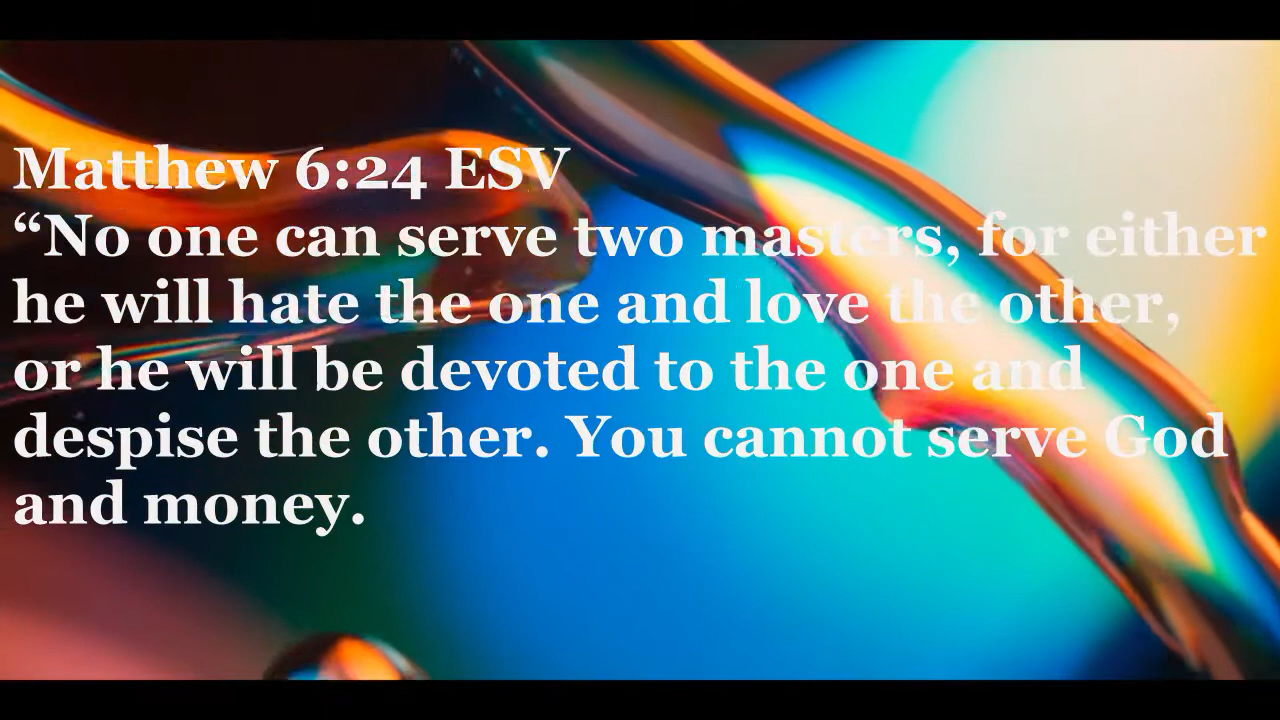 Matthew 6:24 ESV
“No one can serve two masters, for either
he will hate the one and love the other,
or he will be devoted to the one and
despise the other. You cannot serve God
and money.